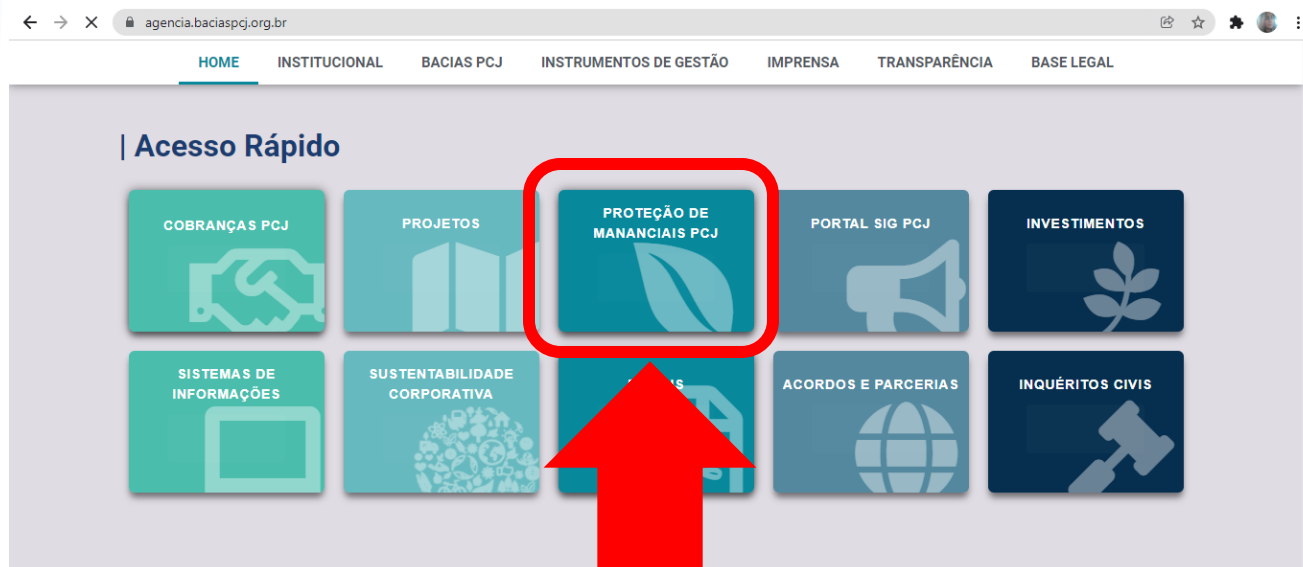 agencia.baciaspcj.org.br
HOME INSTITUCIONAL BACIAS PCJ INSTRUMENTOS DE GESTÃO IMPRENSA TRANSPARÊNCIA BASE LEGAL
| Acesso Rápido
COBRANÇAS PCJ
PROJETOS
PROTEÇÃO DE
MANANCIAIS PCJ
PORTAL SIG PCJ
INVESTIMENTOS
SISTEMAS DE
INFORMAÇÕES
SUSTENTABILIDADE
CORPORATIVA
ACORDOS E PARCERIAS
INQUÉRITOS CIVIS